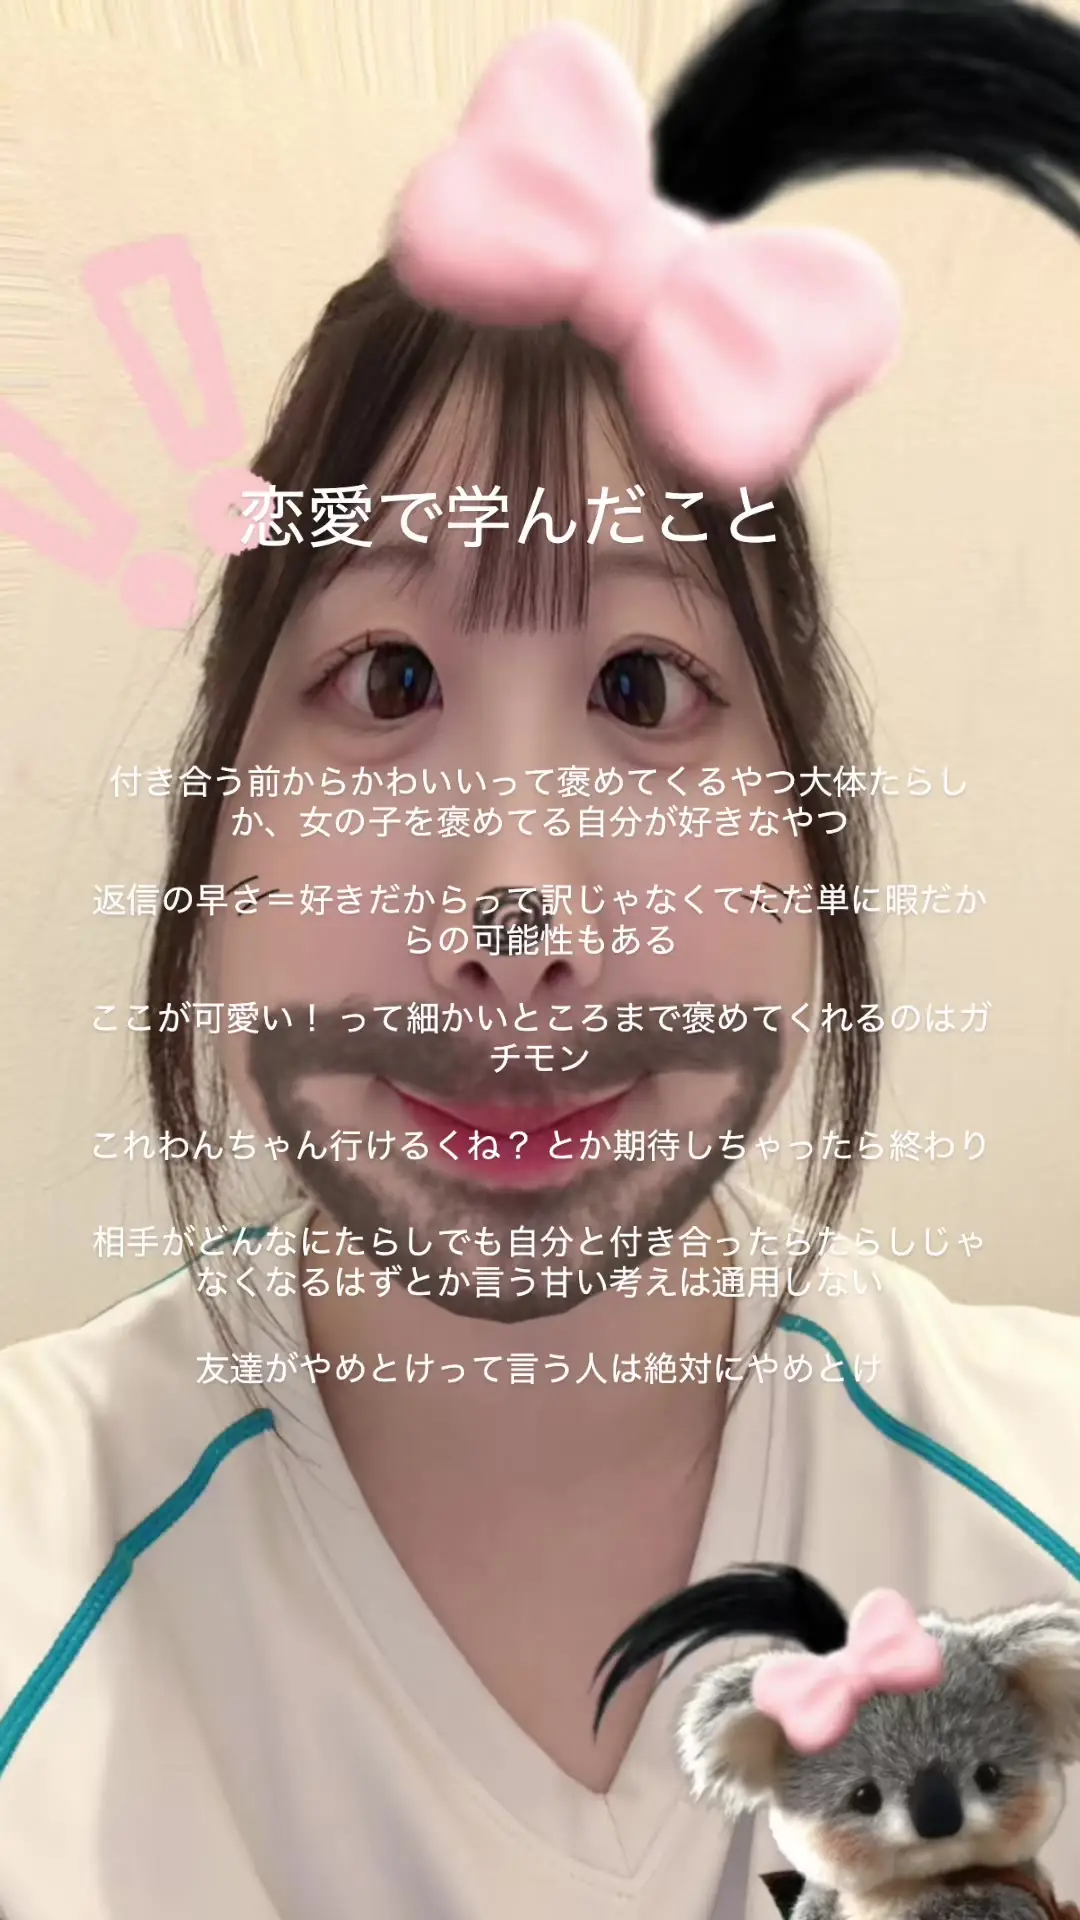 恋愛で学んだこと
付き合う前からかわいいって褒めてくるやつ大体たらし
か、女の子を褒めてる自分が好きなやつ
返信の早さ＝好きだからって訳じゃなくてただ単に暇だか
らの可能性もある
ここが可愛い！ って細かいところまで褒めてくれるのはガ
チモン
これわんちゃん行けるくね？ とか期待しちゃったら終わり
相手がどんなにたらしでも自分と付き合ったらたらしじゃ
なくなるはずとか言う甘い考えは通用しない
友達がやめとけって言う人は絶対にやめとけ